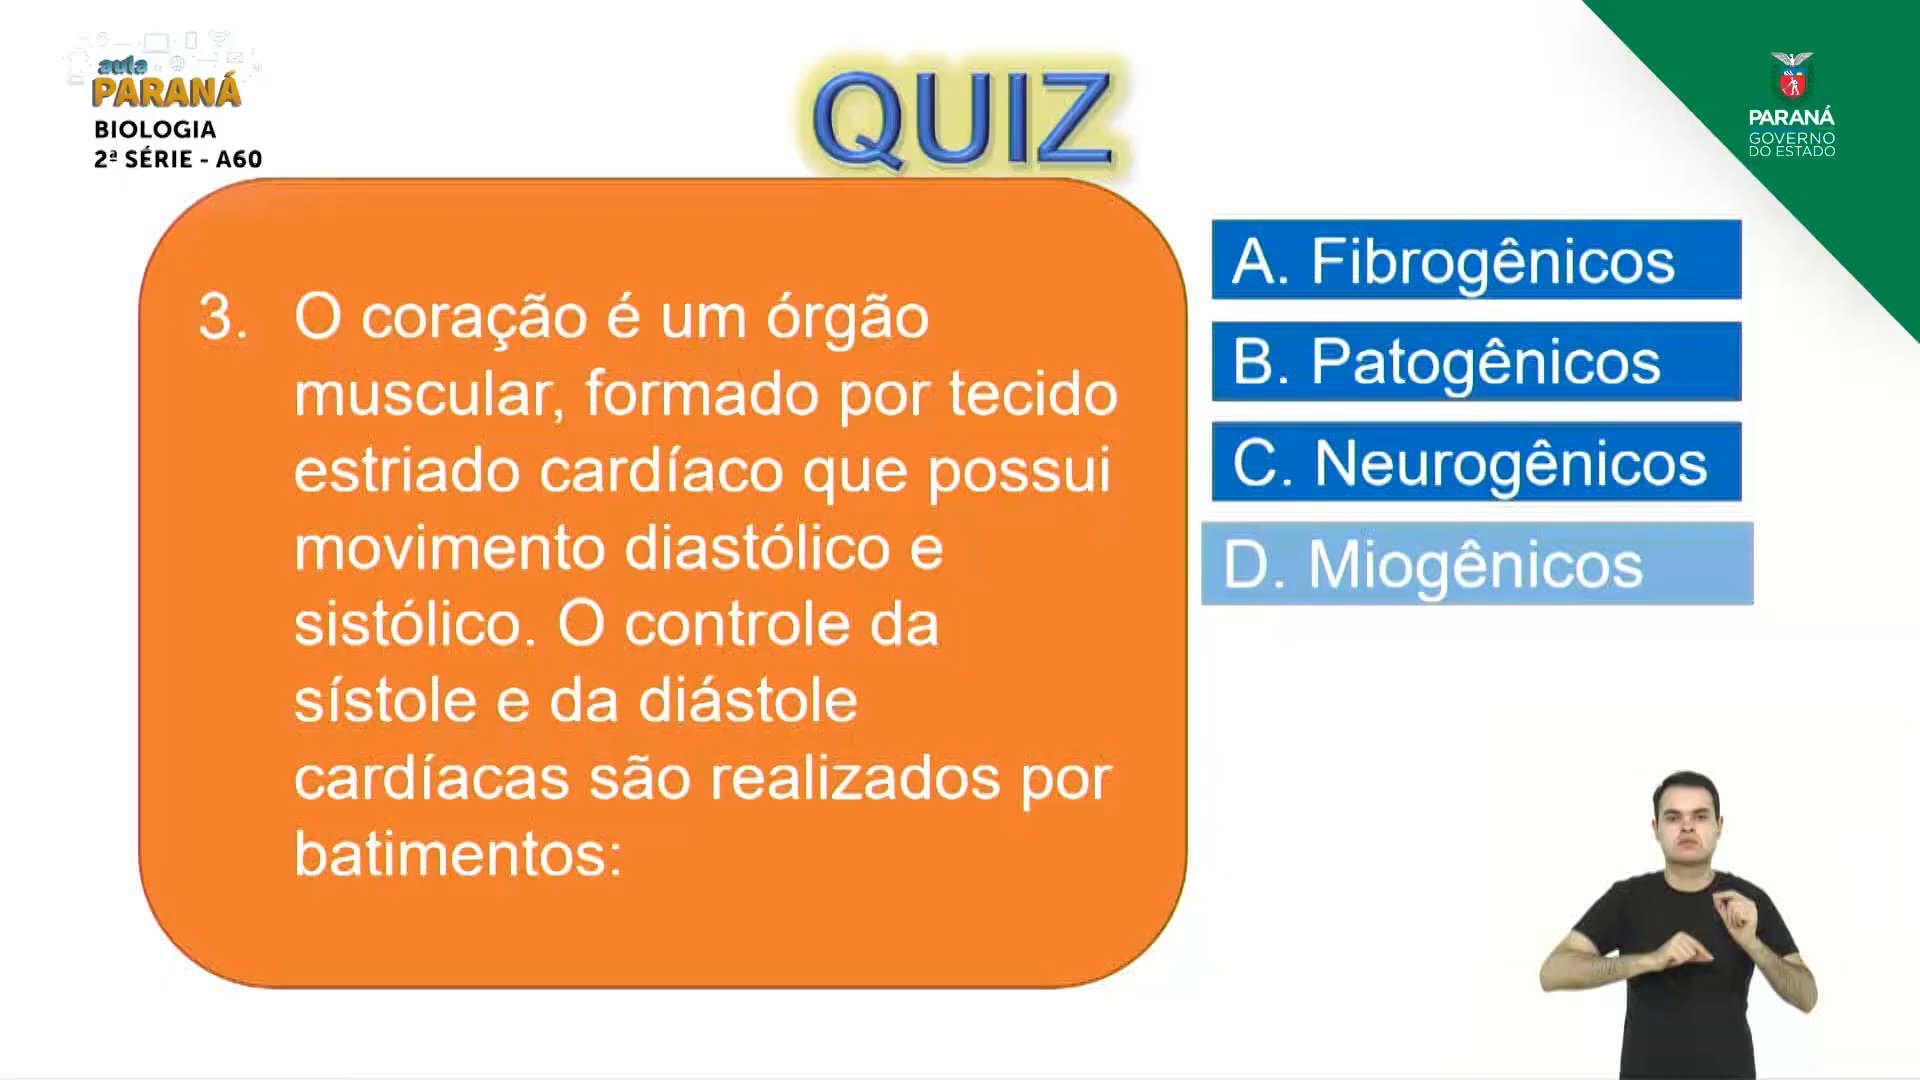 aula
PARANÁ
BIOLOGIA
2ª SÉRIE - A60
QUIZ
PARANÁ
GOVERNO
DO ESTADO
3. O coração é um órgão
muscular, formado por tecido
estriado cardíaco que possui
movimento diastólico e
sistólico. O controle da
sístole e da diástole
cardíacas são realizados por
batimentos:
A. Fibrogênicos
B. Patogênicos
C. Neurogênicos
D. Miogênicos